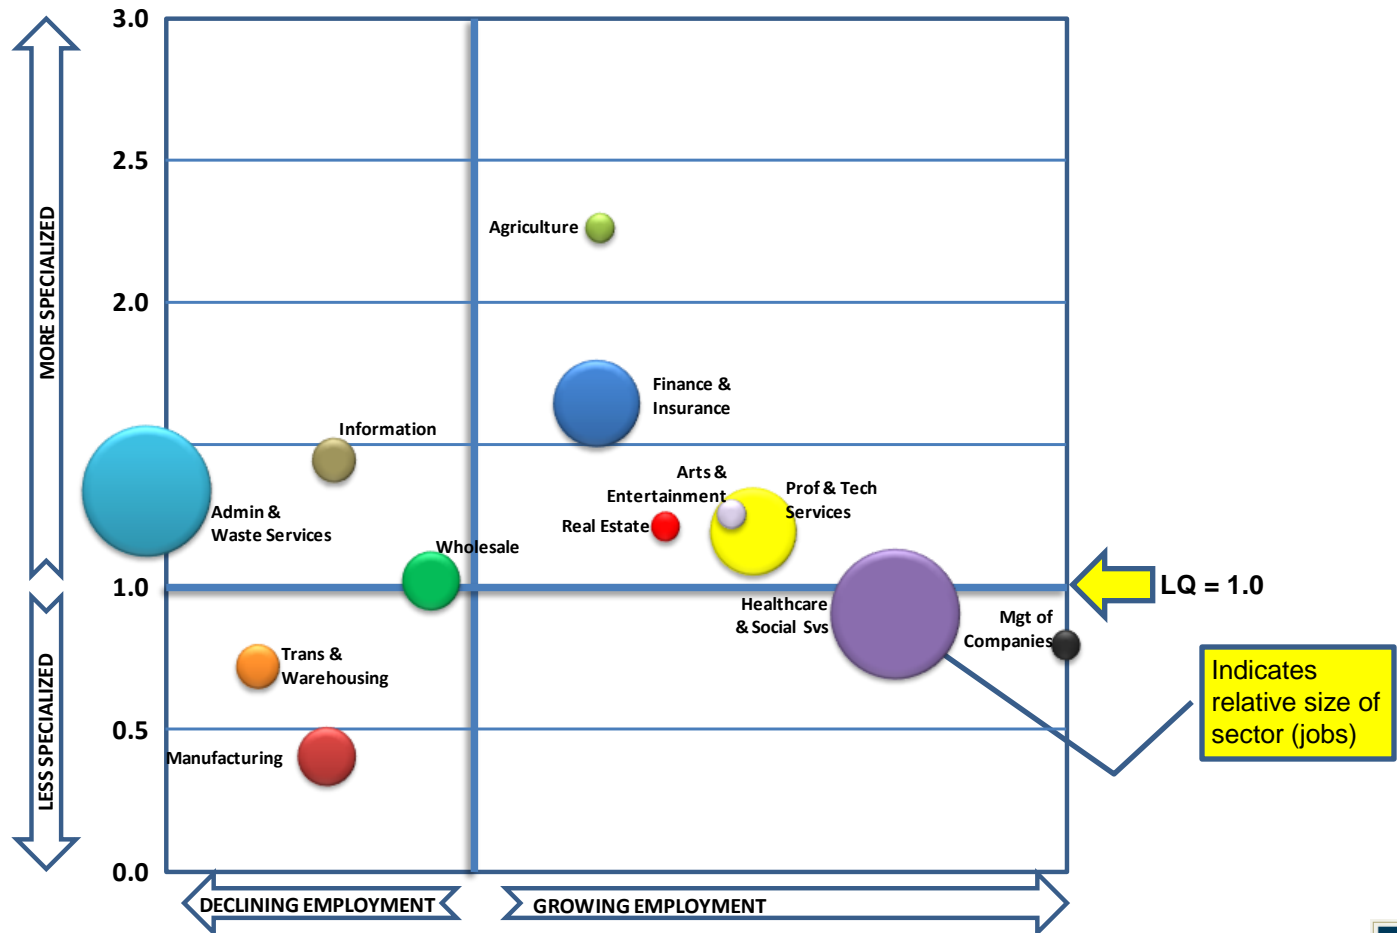 3.0
2.5
2.0
1.0
0.5
0.0
MORE SPECIALIZED
LESS SPECIALIZED
Agriculture
Finance &
Insurance
Information
Admin &
Waste Services
Arts &
Entertainment
Prof & Tech
Services
Real Estate
Wholesale
LQ = 1.0
Healthcare
& Social Svs
Mgt of
Companies
Trans &
Warehousing
Manufacturing
Indicates
relative size of
sector (jobs)
DECLINING EMPLOYMENT
GROWING EMPLOYMENT